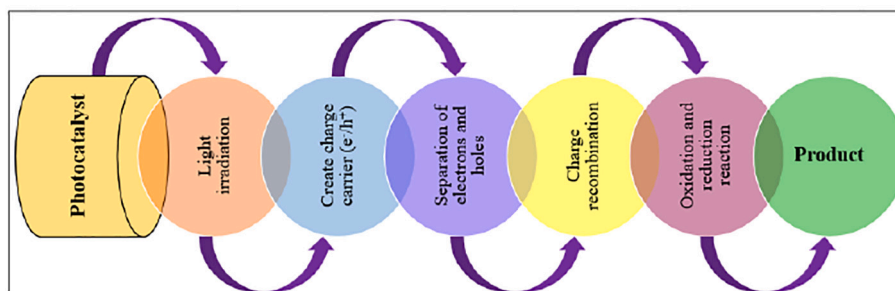 Photocatalyst
Light
irradiation
Create charge
carrier (e⁻/h⁺)
Separation of
electrons and
holes
Charge
recombination
Oxidation and
reduction
reaction
Product